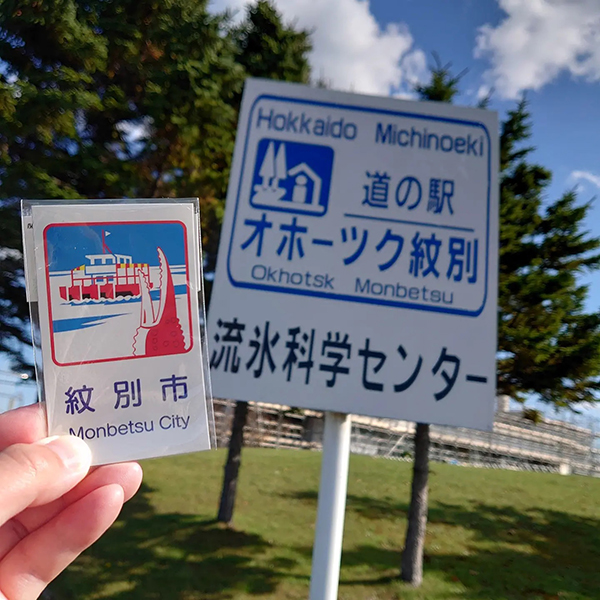 Hokkaido Michinoeki
道の駅
オホーツク紋別
Okhotsk Monbetsu
流氷科学センター
紋別市
Monbetsu City